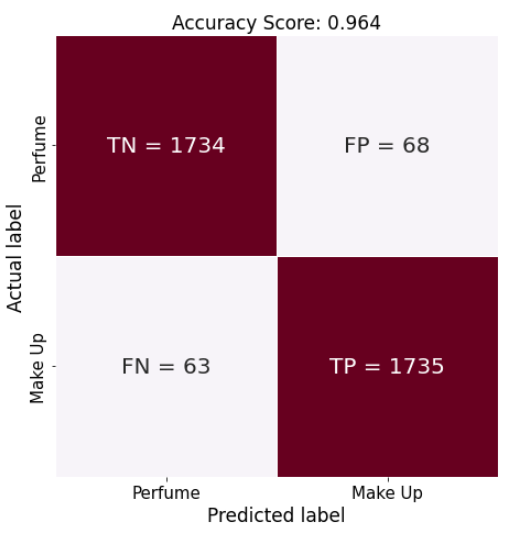 Accuracy Score: 0.964
Actual label
Perfume
TN = 1734
FP = 68
Make Up
FN = 63
TP = 1735
Perfume
Make Up
Predicted label